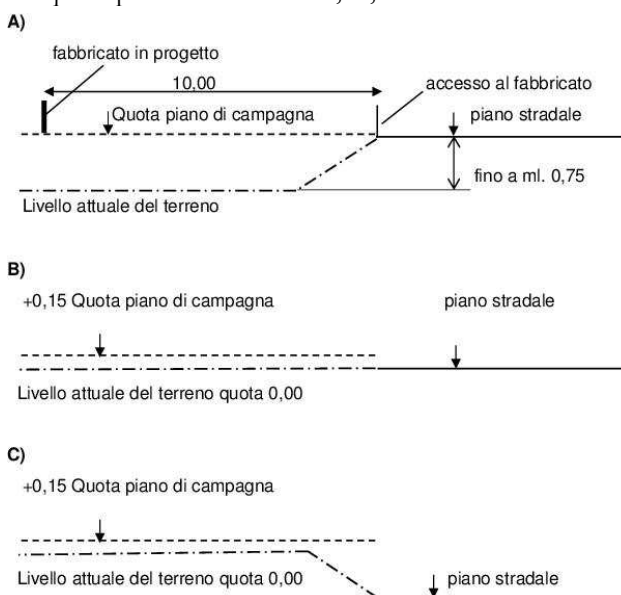 A)
fabbricato in progetto
10,00
accesso al fabbricato
Quota piano di campagna
piano stradale
fino a ml. 0,75
Livello attuale del terreno
B)
+0,15 Quota piano di campagna
piano stradale
Livello attuale del terreno quota 0,00
C)
+0,15 Quota piano di campagna
Livello attuale del terreno quota 0,00
piano stradale